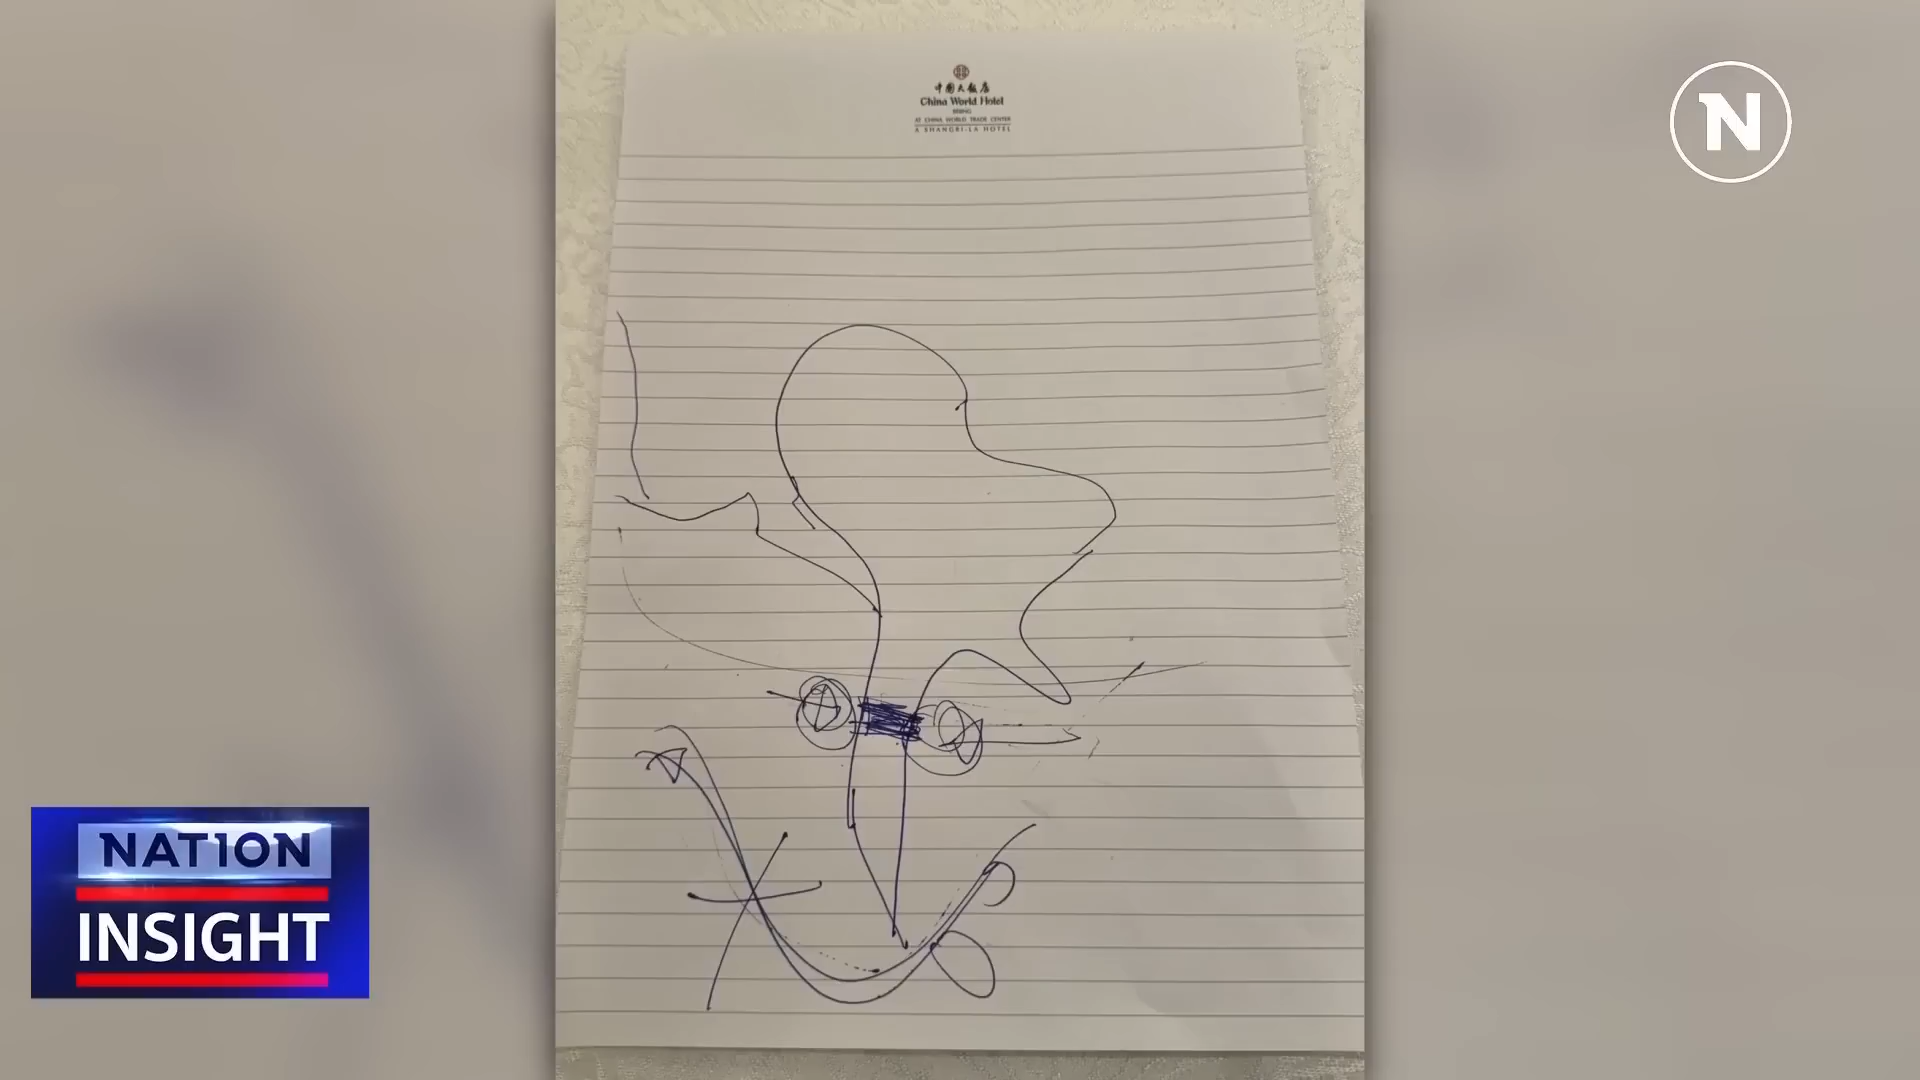 中國大飯店
China World Hotel
BEIJING
AT CHINA WORLD TRADE CENTER
A SHANGRI-LA HOTEL
N
NATION
INSIGHT